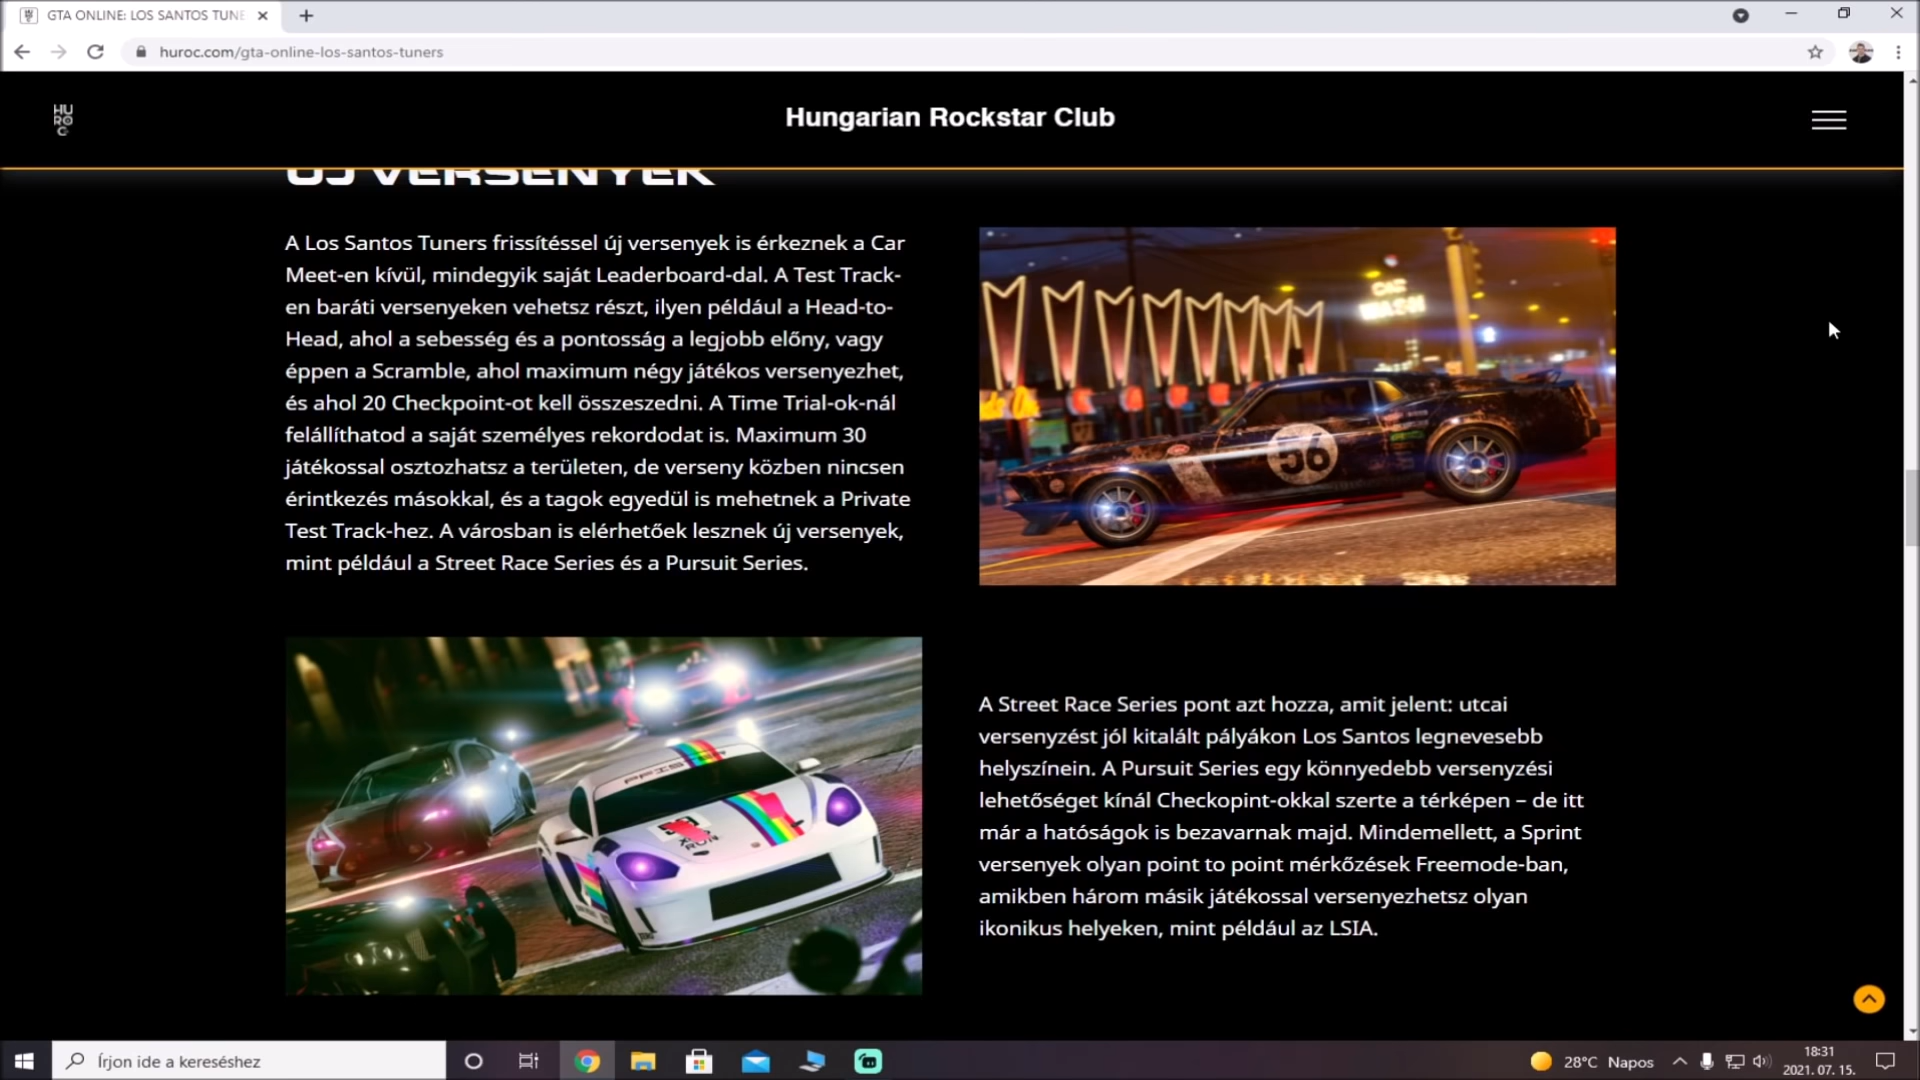 GTA ONLINE: LOS SANTOS TUNE
huroc.com/gta-online-los-santos-tuners
HU
RO
C
Hungarian Rockstar Club
ÚJ VERSENYEK
A Los Santos Tuners frissítéssel új versenyek is érkeznek a Car
Meet-en kívül, mindegyik saját Leaderboard-dal. A Test Track-
en baráti versenyeken vehetsz részt, ilyen például a Head-to-
Head, ahol a sebesség és a pontosság a legjobb előny, vagy
éppen a Scramble, ahol maximum négy játékos versenyezhet,
és ahol 20 Checkpoint-ot kell összeszedni. A Time Trial-ok-nál
felállíthatod a saját személyes rekordodat is. Maximum 30
játékossal osztozhatsz a területen, de verseny közben nincsen
érintkezés másokkal, és a tagok egyedül is mehetnek a Private
Test Track-hez. A városban is elérhetőek lesznek új versenyek,
mint például a Street Race Series és a Pursuit Series.
CAR
WASH
56
A Street Race Series pont azt hozza, amit jelent: utcai
versenyzést jól kitalált pályákon Los Santos legnevesebb
helyszínein. A Pursuit Series egy könnyedebb versenyzési
lehetőséget kínál Checkopint-okkal szerte a térképen – de itt
már a hatóságok is bezavarnak majd. Mindemellett, a Sprint
versenyek olyan point to point mérkőzések Freemode-ban,
amikben három másik játékossal versenyezhetsz olyan
ikonikus helyeken, mint például az LSIA.
Írjon ide a kereséshez
28°C Napos
18:31
2021. 07. 15.